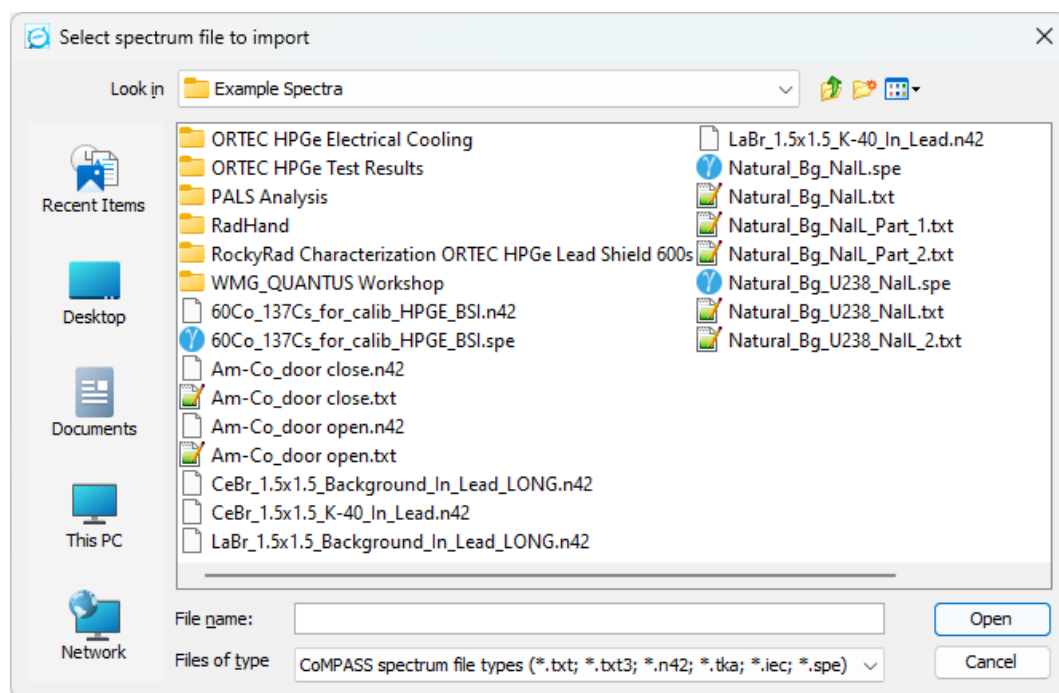 Select spectrum file to import
Look in
Example Spectra
Recent Items
Desktop
Documents
This PC
Network
ORTEC HPGe Electrical Cooling
ORTEC HPGe Test Results
PALS Analysis
RadHand
RockyRad Characterization ORTEC HPGe Lead Shield 600s
WMG_QUANTUS Workshop
60Co_137Cs_for_calib_HPGE_BSI.n42
60Co_137Cs_for_calib_HPGE_BSI.spe
Am-Co_door close.n42
Am-Co_door close.txt
Am-Co_door open.n42
Am-Co_door open.txt
CeBr_1.5x1.5_Background_In_Lead_LONG.n42
CeBr_1.5x1.5_K-40_In_Lead.n42
LaBr_1.5x1.5_Background_In_Lead_LONG.n42
LaBr_1.5x1.5_K-40_In_Lead.n42
Natural_Bg_NaIL.spe
Natural_Bg_NaIL.txt
Natural_Bg_NaIL_Part_1.txt
Natural_Bg_NaIL_Part_2.txt
Natural_Bg_U238_NaIL.spe
Natural_Bg_U238_NaIL.txt
Natural_Bg_U238_NaIL_2.txt
File name:
Open
Files of type
CoMPASS spectrum file types (*.txt; *.txt3; *.n42; *.tka; *.iec; *.spe)
Cancel